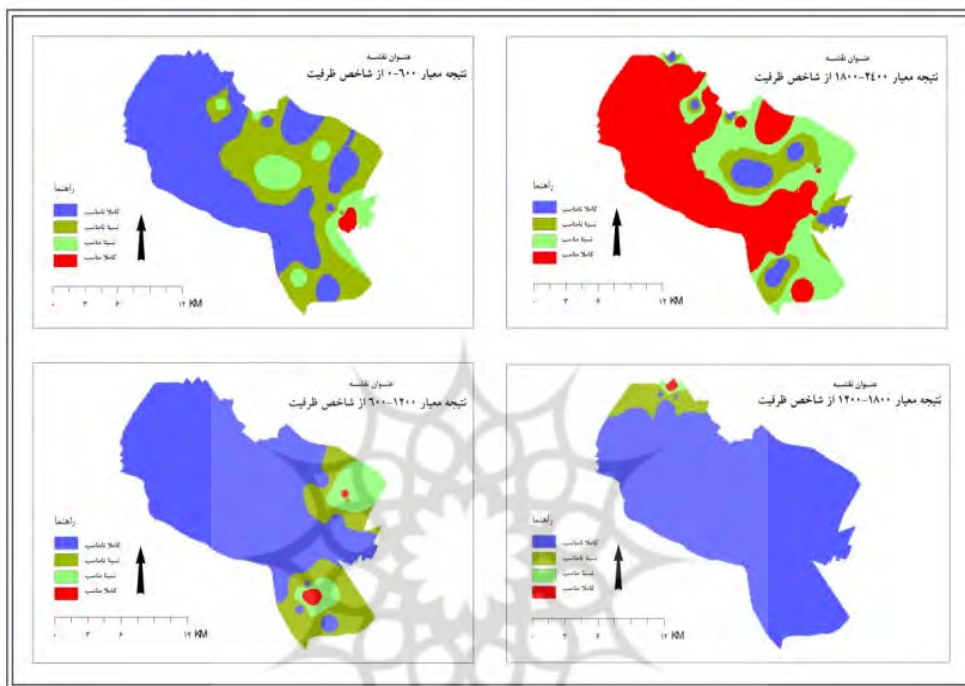 عنوان نقشه
نتیجه معیار ۲۴۰۰-۱۸۰۰ از شاخص ظرفیت
راهنما
کاملا نامناسب
نسبتا نامناسب
نسبتا مناسب
کاملا مناسب
۰ ۳ ۶ ۱۲ KM
عنوان نقشه
نتیجه معیار ۶۰۰-۰ از شاخص ظرفیت
راهنما
کاملا نامناسب
نسبتا نامناسب
نسبتا مناسب
کاملا مناسب
۰ ۳ ۶ ۱۲ KM
عنوان نقشه
نتیجه معیار ۱۸۰۰-۱۲۰۰ از شاخص ظرفیت
راهنما
کاملا نامناسب
نسبتا نامناسب
نسبتا مناسب
کاملا مناسب
۰ ۳ ۶ ۱۲ KM
عنوان نقشه
نتیجه معیار ۱۲۰۰-۶۰۰ از شاخص ظرفیت
راهنما
کاملا نامناسب
نسبتا نامناسب
نسبتا مناسب
کاملا مناسب
۰ ۳ ۶ ۱۲ KM